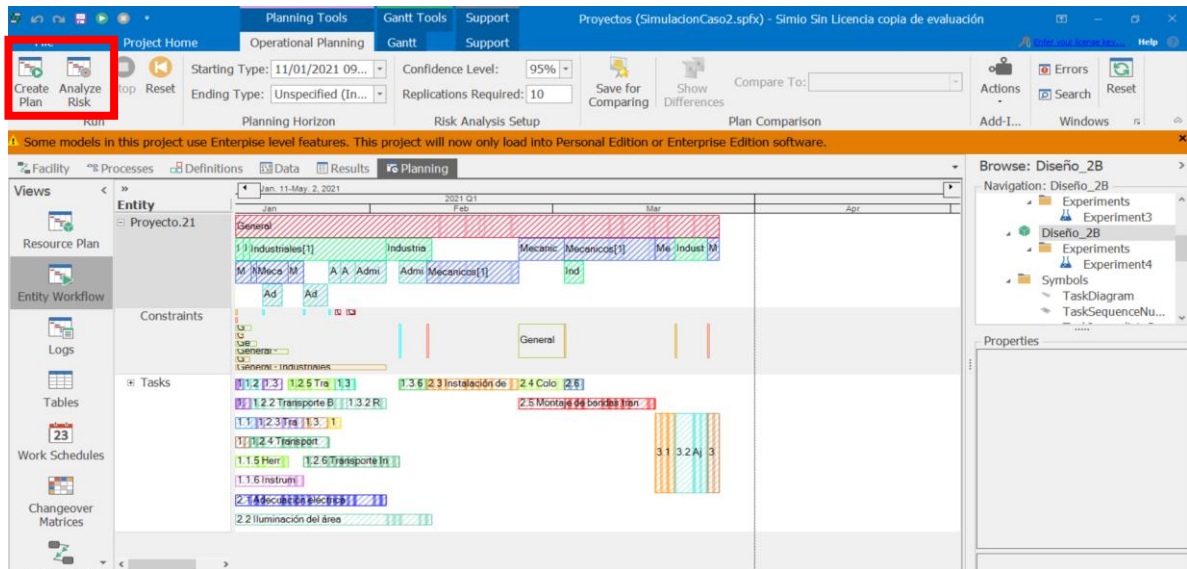 Planning Tools Gantt Tools Support Proyectos (SimulacionCaso2.spfx) - Simio Sin Licencia copia de evaluación
Project Home Operational Planning Gantt Support Enter your license key... Help
Create Plan Analyze Risk Stop Reset
Starting Type: 11/01/2021 09...
Ending Type: Unspecified (In...
Confidence Level: 95%
Replications Required: 10
Save for Comparing
Show Differences
Compare To:
Actions
Errors
Search
Reset
Run Planning Horizon Risk Analysis Setup Plan Comparison Add-I... Windows
Some models in this project use Enterpise level features. This project will now only load into Personal Edition or Enterprise Edition software.
Facility Processes Definitions Data Results Planning
Views
Resource Plan
Entity Workflow
Logs
Tables
23
Work Schedules
Changeover Matrices
Entity
Jan. 11-May. 2, 2021
2021 Q1
Jan Feb Mar Apr
Proyecto.21
General
Industriales[1] Industria Mecanic Mecanicos[1] Me Indust M
M Meca M A A Admi Admi Mecanicos[1] Ind
Ad Ad
Constraints
G
G
Ge
General -
G
General - Industriales
General
Tasks
1.2.5 Tra 1.3 1.3.6 2.3 Instalación de 2.4 Colo 2.6
1.2.2 Transporte B 1.3.2 R 2.5 Montaje de bandas tran
1.1 1.2.3 Tra 1.3 1
1.2.4 Transport
1.1.5 Herr 1.2.6 Transporte In
3.1 3.2 Aj 3
1.1.6 Instrum
2.1 Adecuación eléctrica
2.2 Iluminación del área
Browse: Diseño_2B
Navigation: Diseño_2B
Experiments
Experiment3
Diseño_2B
Experiments
Experiment4
Symbols
TaskDiagram
TaskSequenceNu...
Properties